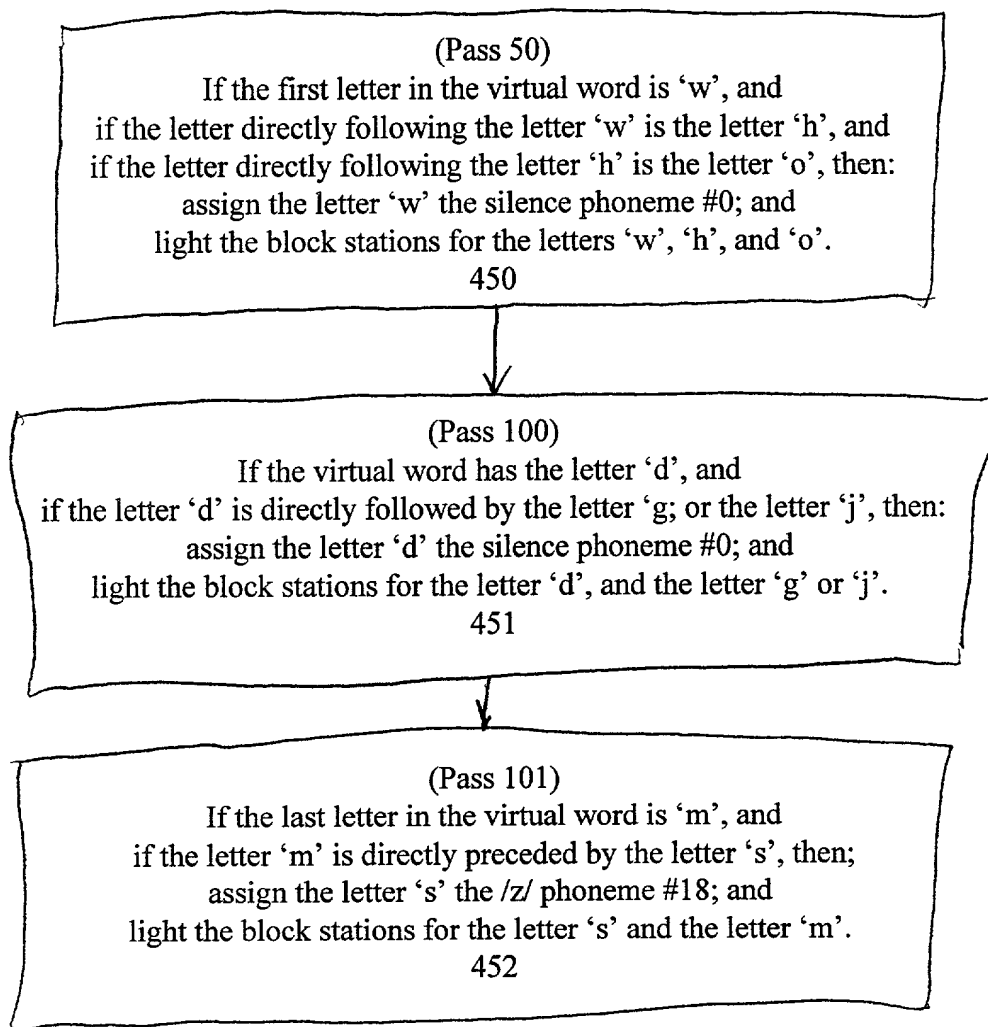 (Pass 50)
If the first letter in the virtual word is ‘w’, and
if the letter directly following the letter ‘w’ is the letter ‘h’, and
if the letter directly following the letter ‘h’ is the letter ‘o’, then:
assign the letter ‘w’ the silence phoneme #0; and
light the block stations for the letters ‘w’, ‘h’, and ‘o’.
450
(Pass 100)
If the virtual word has the letter ‘d’, and
if the letter ‘d’ is directly followed by the letter ‘g; or the letter ‘j’, then:
assign the letter ‘d’ the silence phoneme #0; and
light the block stations for the letter ‘d’, and the letter ‘g’ or ‘j’.
451
(Pass 101)
If the last letter in the virtual word is ‘m’, and
if the letter ‘m’ is directly preceded by the letter ‘s’, then;
assign the letter ‘s’ the /z/ phoneme #18; and
light the block stations for the letter ‘s’ and the letter ‘m’.
452